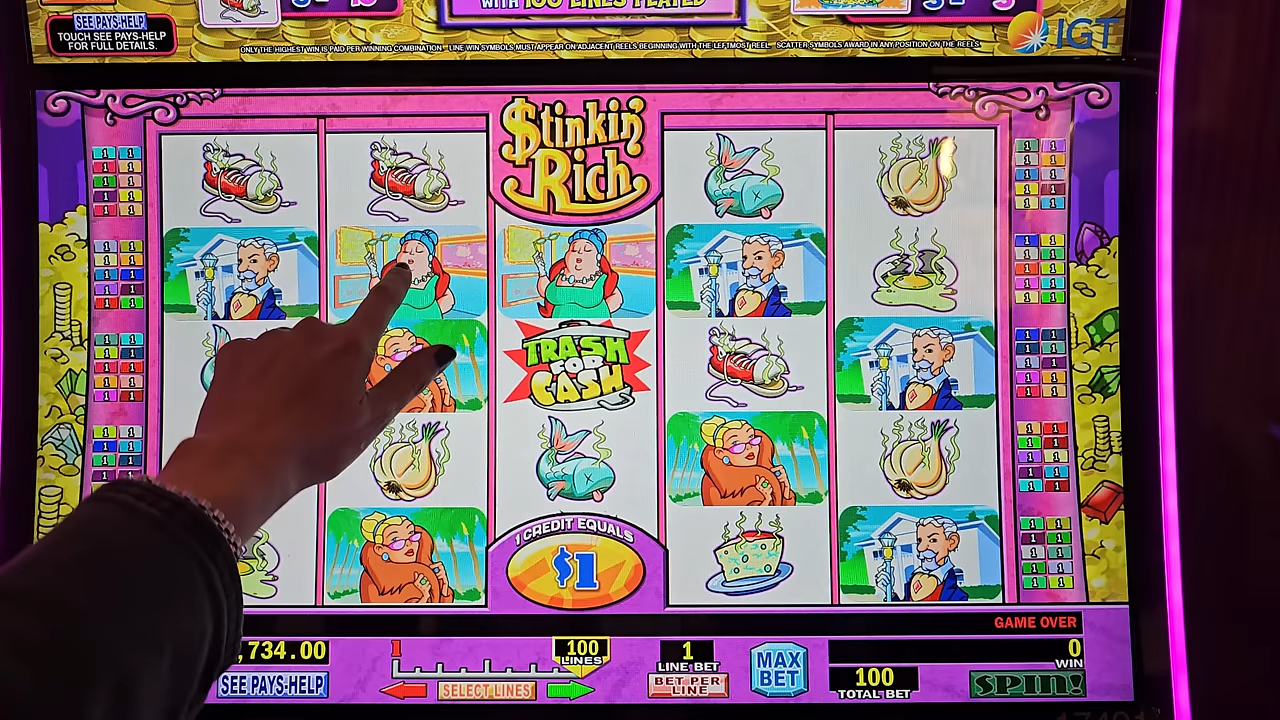 WITH 100 LINES PLAYED
SEE PAYS-HELP
TOUCH SEE PAYS-HELP
FOR FULL DETAILS.
ONLY THE HIGHEST WIN IS PAID PER WINNING COMBINATION. LINE WIN SYMBOLS MUST APPEAR ON ADJACENT REELS BEGINNING WITH THE LEFTMOST REEL. SCATTER SYMBOLS AWARD IN ANY POSITION ON THE REELS.
IGT
$tinkin'
Rich
TRASH
FOR
CASH
1 CREDIT EQUALS
$1
GAME OVER
,734.00
1
100
LINES
1
LINE BET
MAX
BET
0
WIN
SEE PAYS-HELP
SELECT LINES
BET PER
LINE
100
TOTAL BET
SPIN!